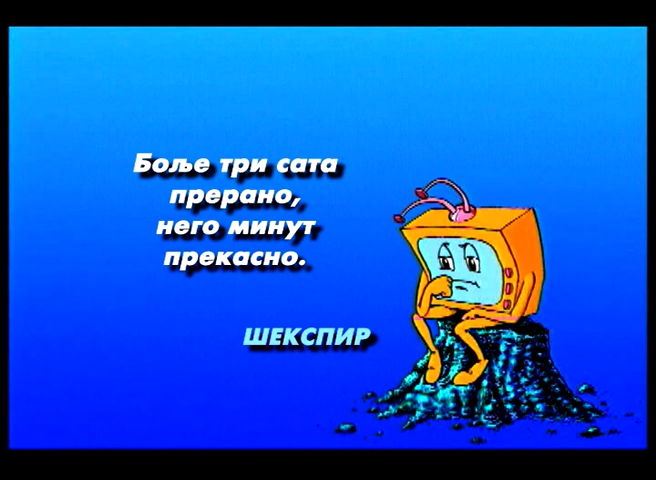 Боље три сата
прерано,
него минут
прекасно.
ШЕКСПИР